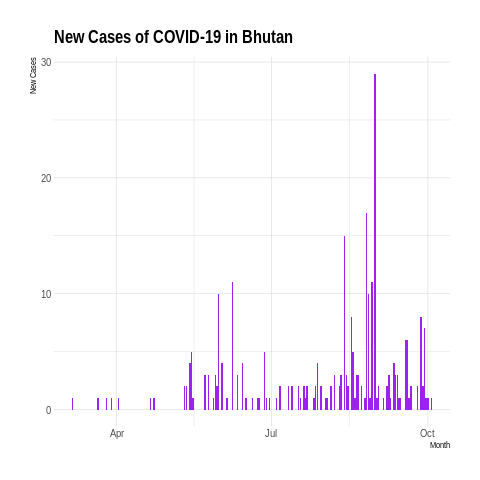 New Cases of COVID-19 in Bhutan
New Cases
30
20
10
0
Apr
Jul
Oct
Month